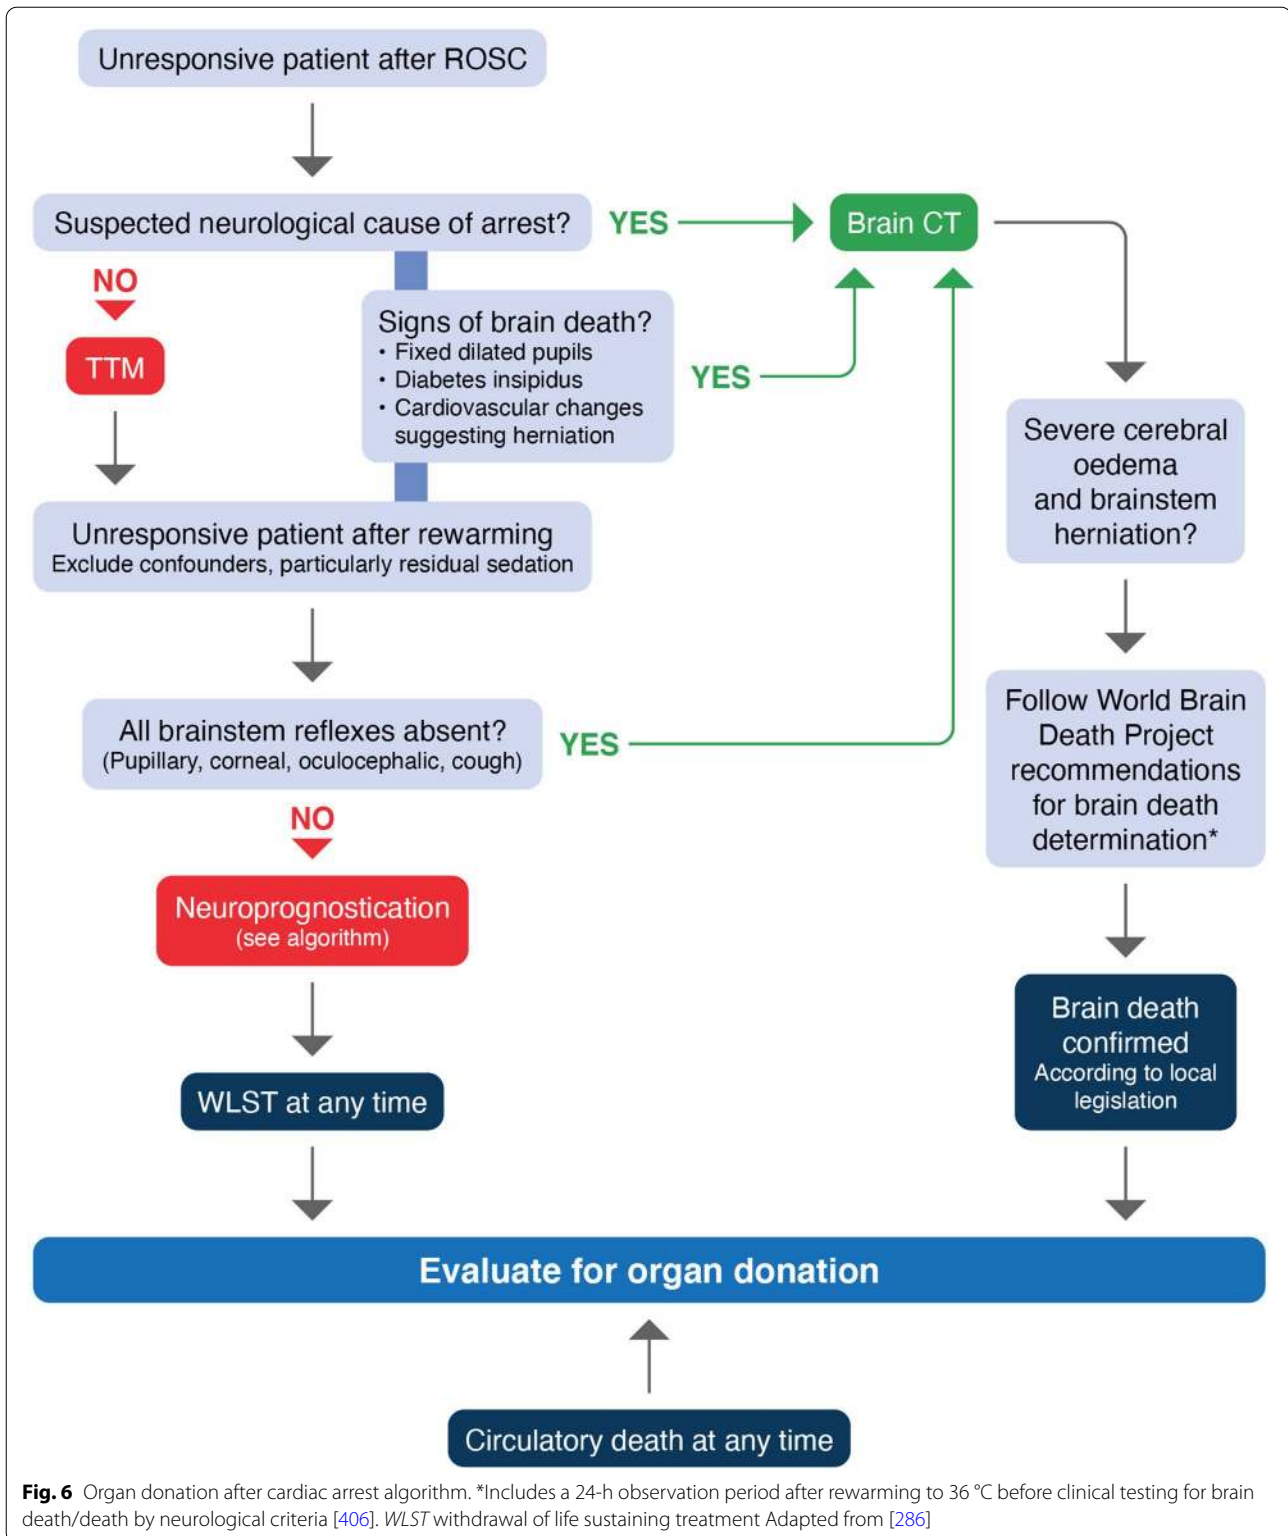 Unresponsive patient after ROSC
Suspected neurological cause of arrest?
YES
Brain CT
NO
TTM
Signs of brain death?
• Fixed dilated pupils
• Diabetes insipidus
• Cardiovascular changes
suggesting herniation
YES
Severe cerebral
oedema
and brainstem
herniation?
Unresponsive patient after rewarming
Exclude confounders, particularly residual sedation
All brainstem reflexes absent?
(Pupillary, corneal, oculocephalic, cough)
YES
Follow World Brain
Death Project
recommendations
for brain death
determination*
NO
Neuroprognostication
(see algorithm)
Brain death
confirmed
According to local
legislation
WLST at any time
Evaluate for organ donation
Circulatory death at any time
Fig. 6 Organ donation after cardiac arrest algorithm. *Includes a 24-h observation period after rewarming to 36 °C before clinical testing for brain
death/death by neurological criteria [406]. WLST withdrawal of life sustaining treatment Adapted from [286]